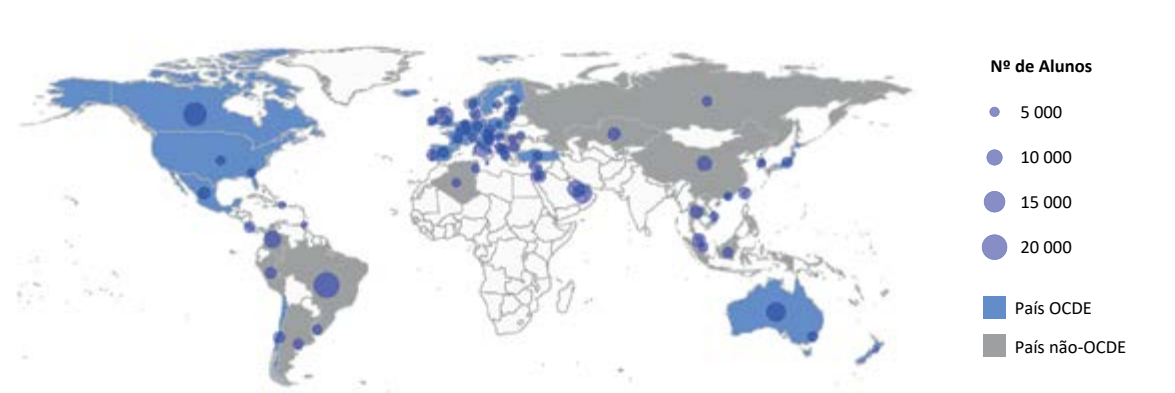 Nº de Alunos
5 000
10 000
15 000
20 000
País OCDE
País não-OCDE